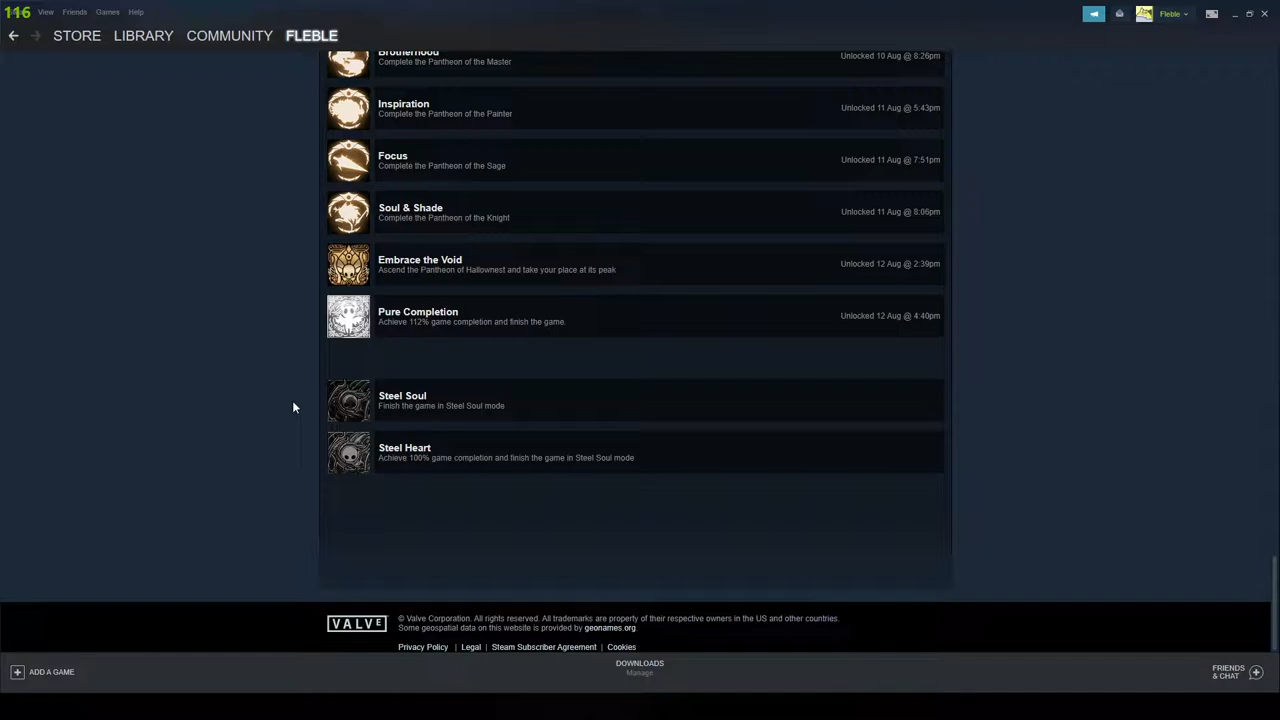 116
View Friends Games Help
Fleble
STORE LIBRARY COMMUNITY FLEBLE
Brotherhood
Complete the Pantheon of the Master
Unlocked 10 Aug @ 8:26pm
Inspiration
Complete the Pantheon of the Painter
Unlocked 11 Aug @ 5:43pm
Focus
Complete the Pantheon of the Sage
Unlocked 11 Aug @ 7:51pm
Soul & Shade
Complete the Pantheon of the Knight
Unlocked 11 Aug @ 8:06pm
Embrace the Void
Ascend the Pantheon of Hallownest and take your place at its peak
Unlocked 12 Aug @ 2:39pm
Pure Completion
Achieve 112% game completion and finish the game
Unlocked 12 Aug @ 4:40pm
Steel Soul
Finish the game in Steel Soul mode
Steel Heart
Achieve 100% game completion and finish the game in Steel Soul mode
VALVE
© Valve Corporation. All rights reserved. All trademarks are property of their respective owners in the US and other countries.
Some geospatial data on this website is provided by geonames.org.
Privacy Policy | Legal | Steam Subscriber Agreement | Cookies
ADD A GAME
DOWNLOADS
Manage
FRIENDS
& CHAT